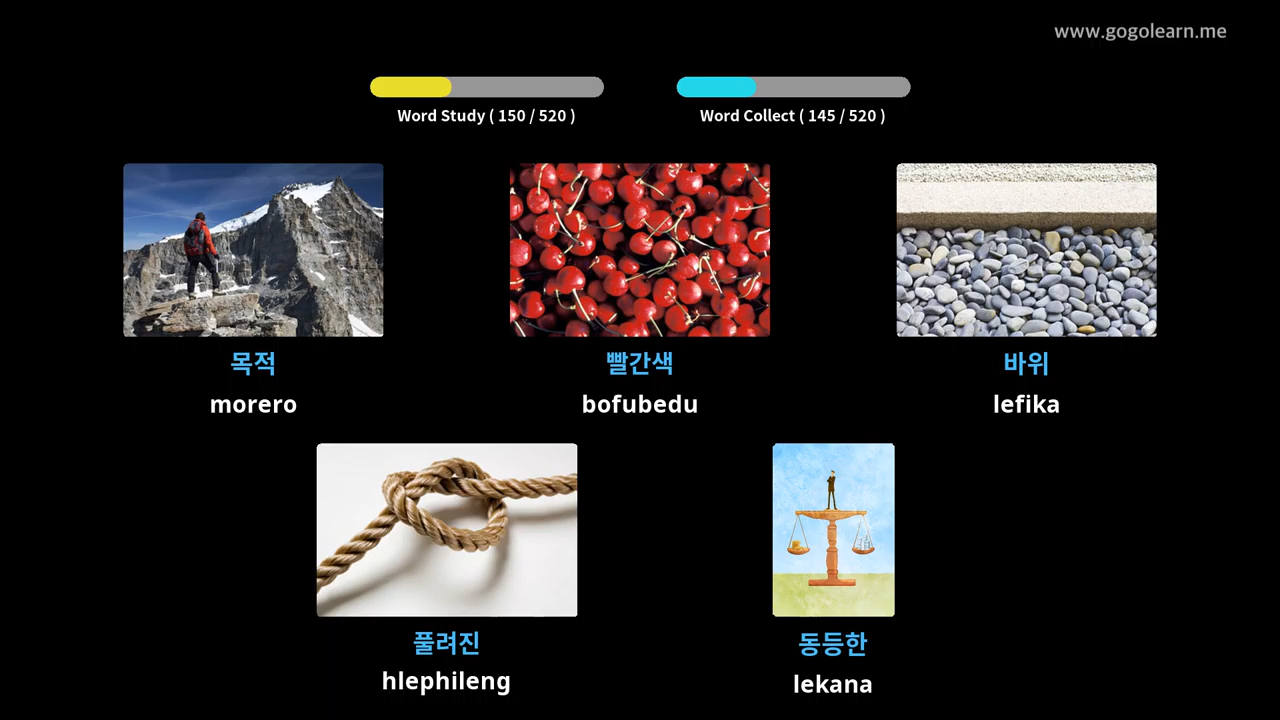 www.gogolearn.me
Word Study ( 150 / 520 )
Word Collect ( 145 / 520 )
목적
빨간색
바위
morero
bofubedu
lefika
풀려진
동등한
hlephileng
lekana